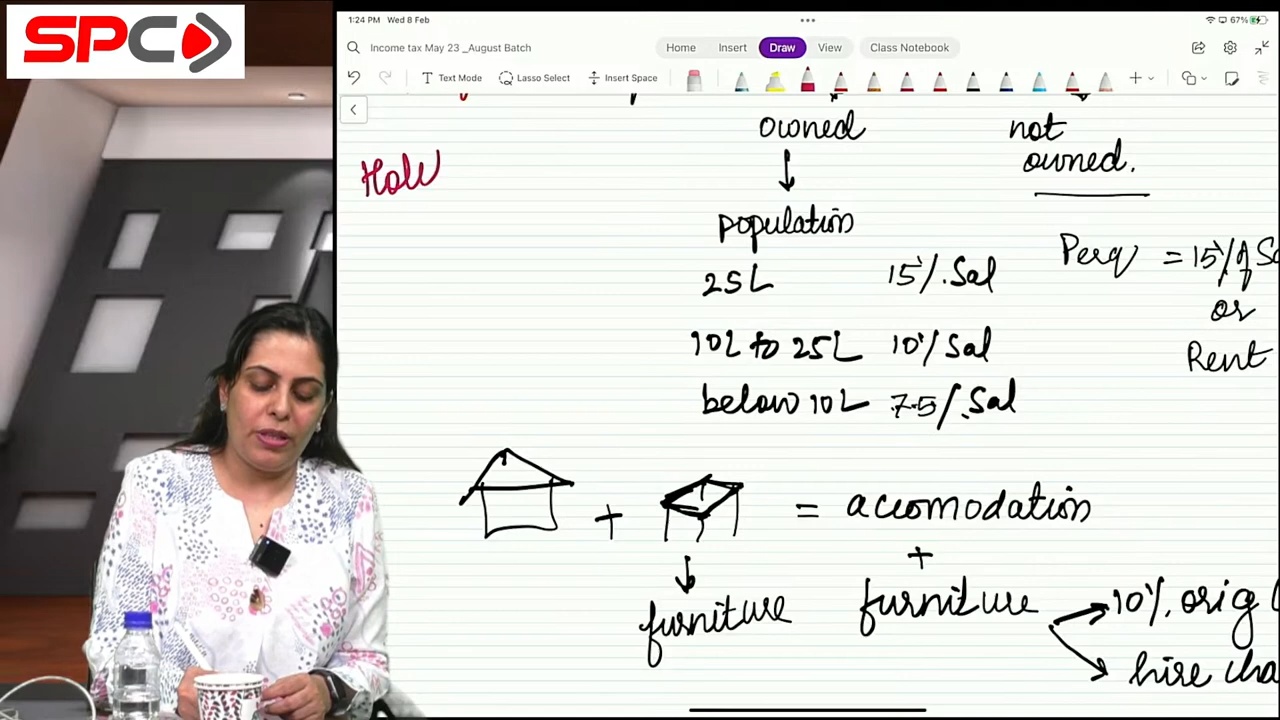 SPC
1:24 PM Wed 8 Feb
67%
Income tax May 23 _August Batch
Home Insert Draw View Class Notebook
Text Mode Lasso Select Insert Space
owned
not
owned.
population
25L 15%.Sal
Perq = 15% of Sa
or
Rent
10L to 25L 10% Sal
below 10L 7.5%.Sal
+ = accomodation
+
furniture furniture 10%. orig
hire cha